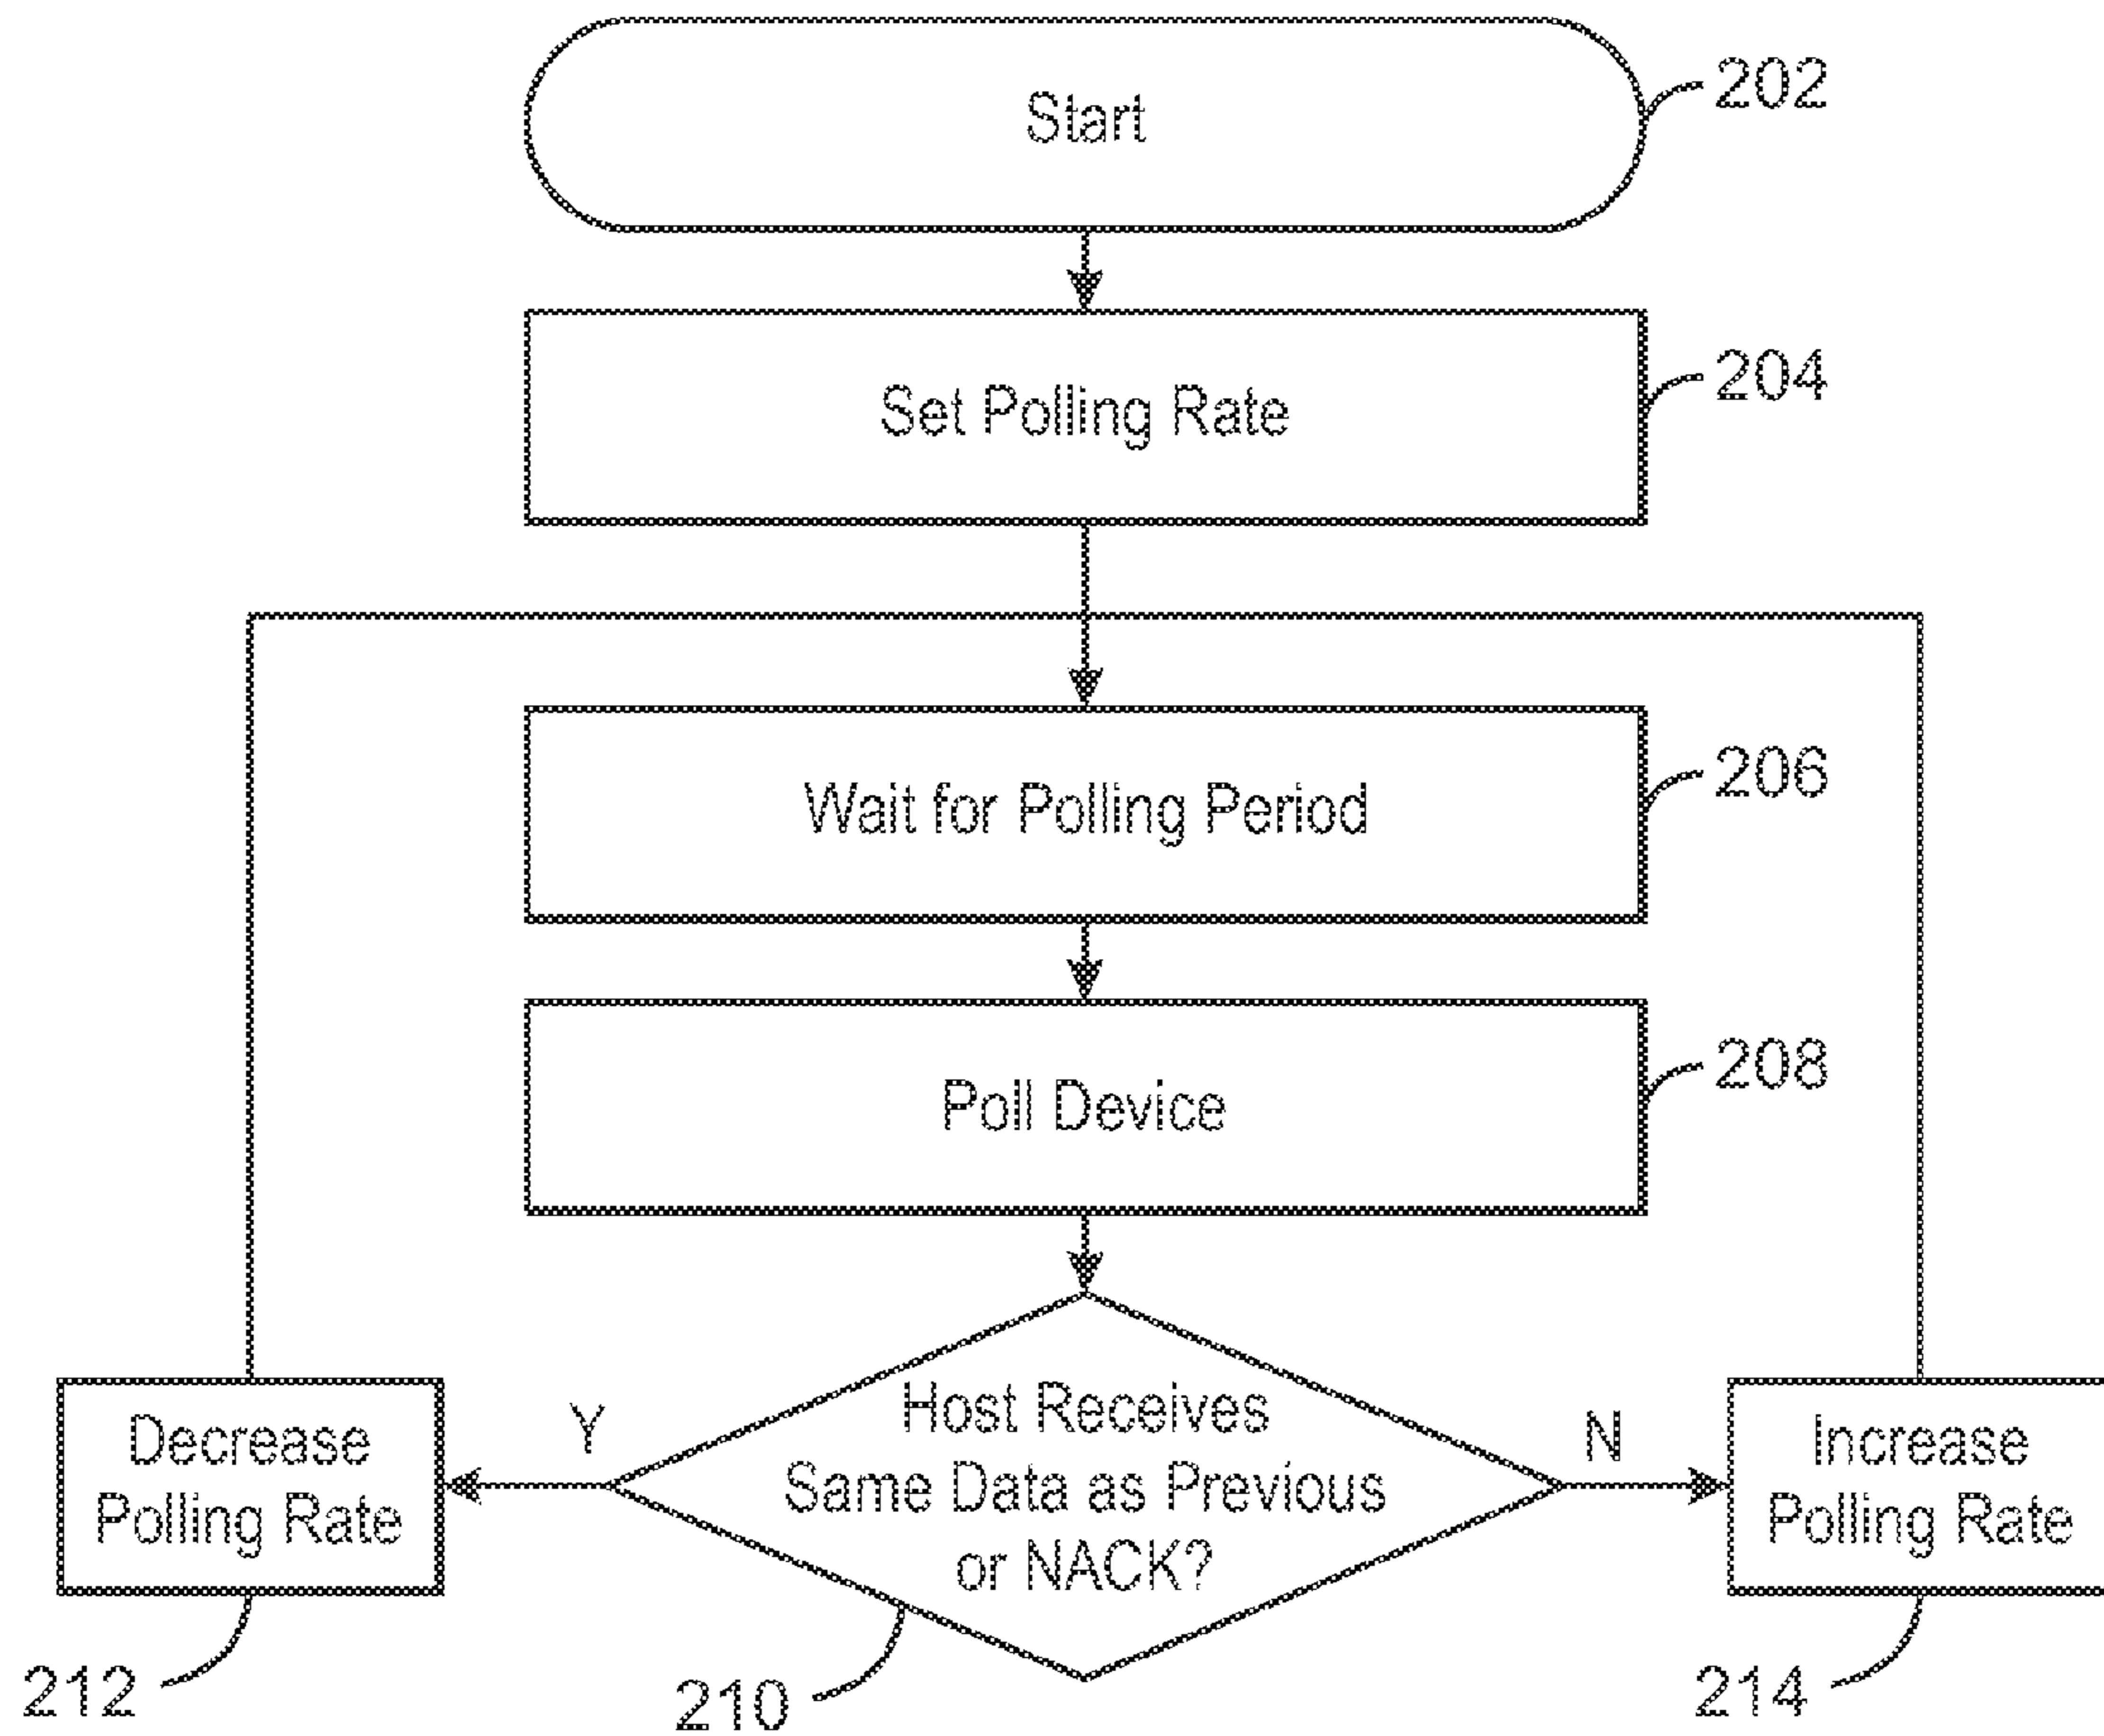 Start
202
Set Polling Rate
204
Wait for Polling Period
206
Poll Device
208
Host Receives
Same Data as Previous
or NACK?
210
Y
Decrease
Polling Rate
212
N
Increase
Polling Rate
214